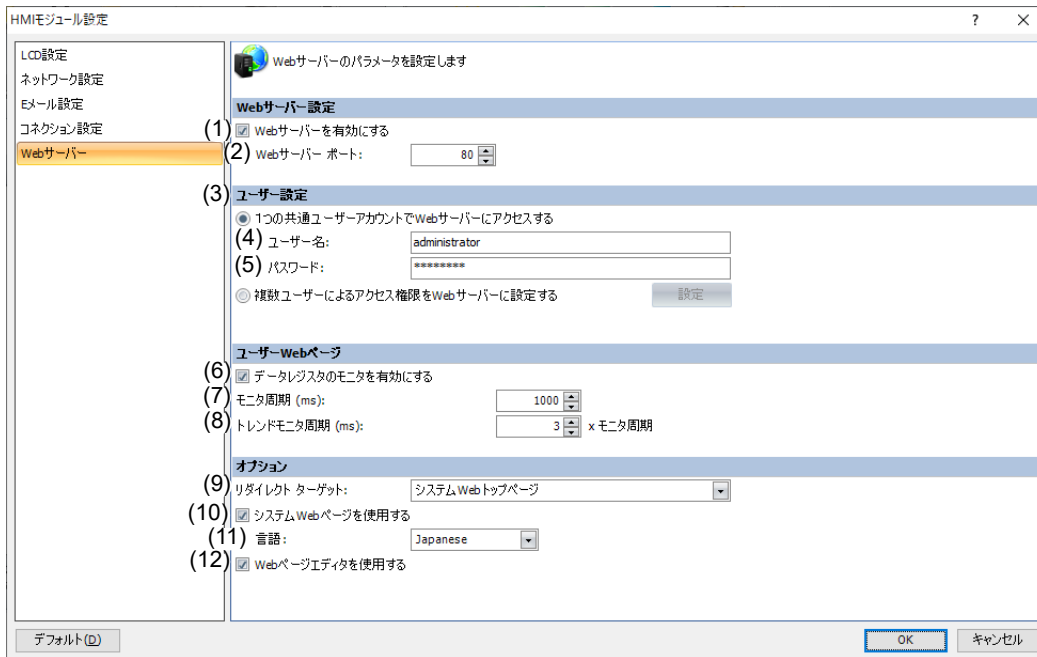 HMIモジュール設定 ? ×
LCD設定
ネットワーク設定
Eメール設定
コネクション設定
Webサーバー
Webサーバーのパラメータを設定します
Webサーバー設定
(1) Webサーバーを有効にする
(2) Webサーバー ポート: 80
(3) ユーザー設定
1つの共通ユーザーアカウントでWebサーバーにアクセスする
(4) ユーザー名: administrator
(5) パスワード: ********
複数ユーザーによるアクセス権限をWebサーバーに設定する 設定
ユーザーWebページ
(6) データレジスタのモニタを有効にする
(7) モニタ周期 (ms): 1000
(8) トレンドモニタ周期 (ms): 3 x モニタ周期
オプション
(9) リダイレクト ターゲット: システムWebトップページ
(10) システムWebページを使用する
(11) 言語: Japanese
(12) Webページエディタを使用する
デフォルト(D) OK キャンセル